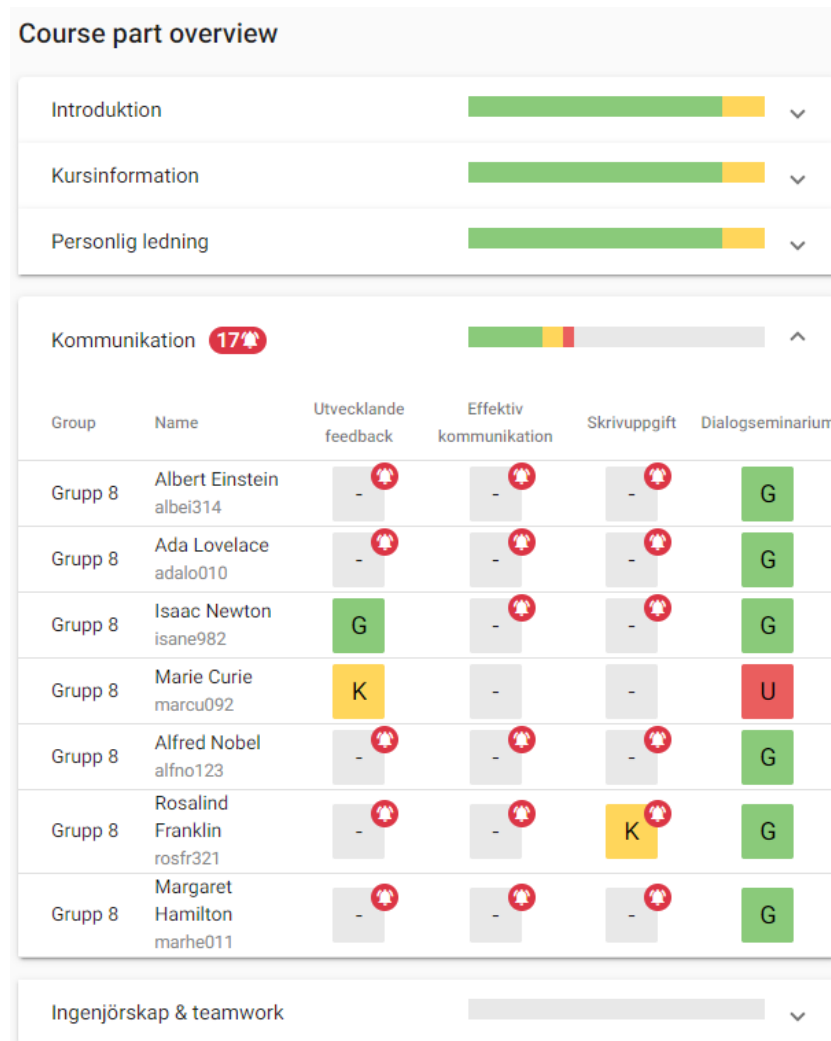 Course part overview
Introduktion
Kursinformation
Personlig ledning
Kommunikation 17
Group Name Utvecklande feedback Effektiv kommunikation Skrivuppgift Dialogseminarium
Grupp 8 Albert Einstein - - - G
albei314
Grupp 8 Ada Lovelace - - - G
adalo010
Grupp 8 Isaac Newton G - - G
isane982
Grupp 8 Marie Curie K - - U
marcu092
Grupp 8 Alfred Nobel - - - G
alfno123
Rosalind
Grupp 8 Franklin - - K G
rosfr321
Margaret
Grupp 8 Hamilton - - - G
marhe011
Ingenjörskap & teamwork